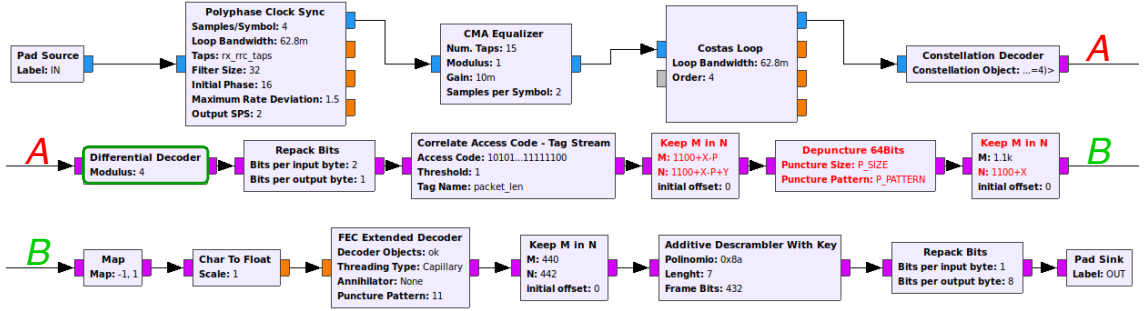 Pad Source
Label: IN
Polyphase Clock Sync
Samples/Symbol: 4
Loop Bandwidth: 62.8m
Taps: rx_rrc_taps
Filter Size: 32
Initial Phase: 16
Maximum Rate Deviation: 1.5
Output SPS: 2
CMA Equalizer
Num. Taps: 15
Modulus: 1
Gain: 10m
Samples per Symbol: 2
Costas Loop
Loop Bandwidth: 62.8m
Order: 4
Constellation Decoder
Constellation Object: ...=4)>
A
A
Differential Decoder
Modulus: 4
Repack Bits
Bits per input byte: 2
Bits per output byte: 1
Correlate Access Code - Tag Stream
Access Code: 10101...11111100
Threshold: 1
Tag Name: packet_len
Keep M in N
M: 1100+X-P
N: 1100+X-P+Y
initial offset: 0
Depuncture 64Bits
Puncture Size: P_SIZE
Puncture Pattern: P_PATTERN
Keep M in N
M: 1.1k
N: 1100+X
initial offset: 0
B
B
Map
Map: -1, 1
Char To Float
Scale: 1
FEC Extended Decoder
Decoder Objects: ok
Threading Type: Capillary
Annihilator: None
Puncture Pattern: 11
Keep M in N
M: 440
N: 442
initial offset: 0
Additive Descrambler With Key
Polinomio: 0x8a
Lenght: 7
Frame Bits: 432
Repack Bits
Bits per input byte: 1
Bits per output byte: 8
Pad Sink
Label: OUT